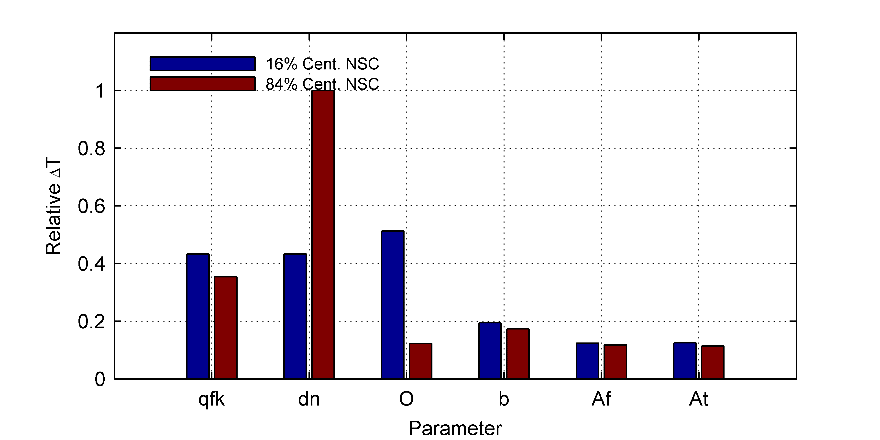 16% Cent. NSC
84% Cent. NSC
1
0.8
0.6
0.4
0.2
0
Relative ΔT
qfk dn O b Af At
Parameter